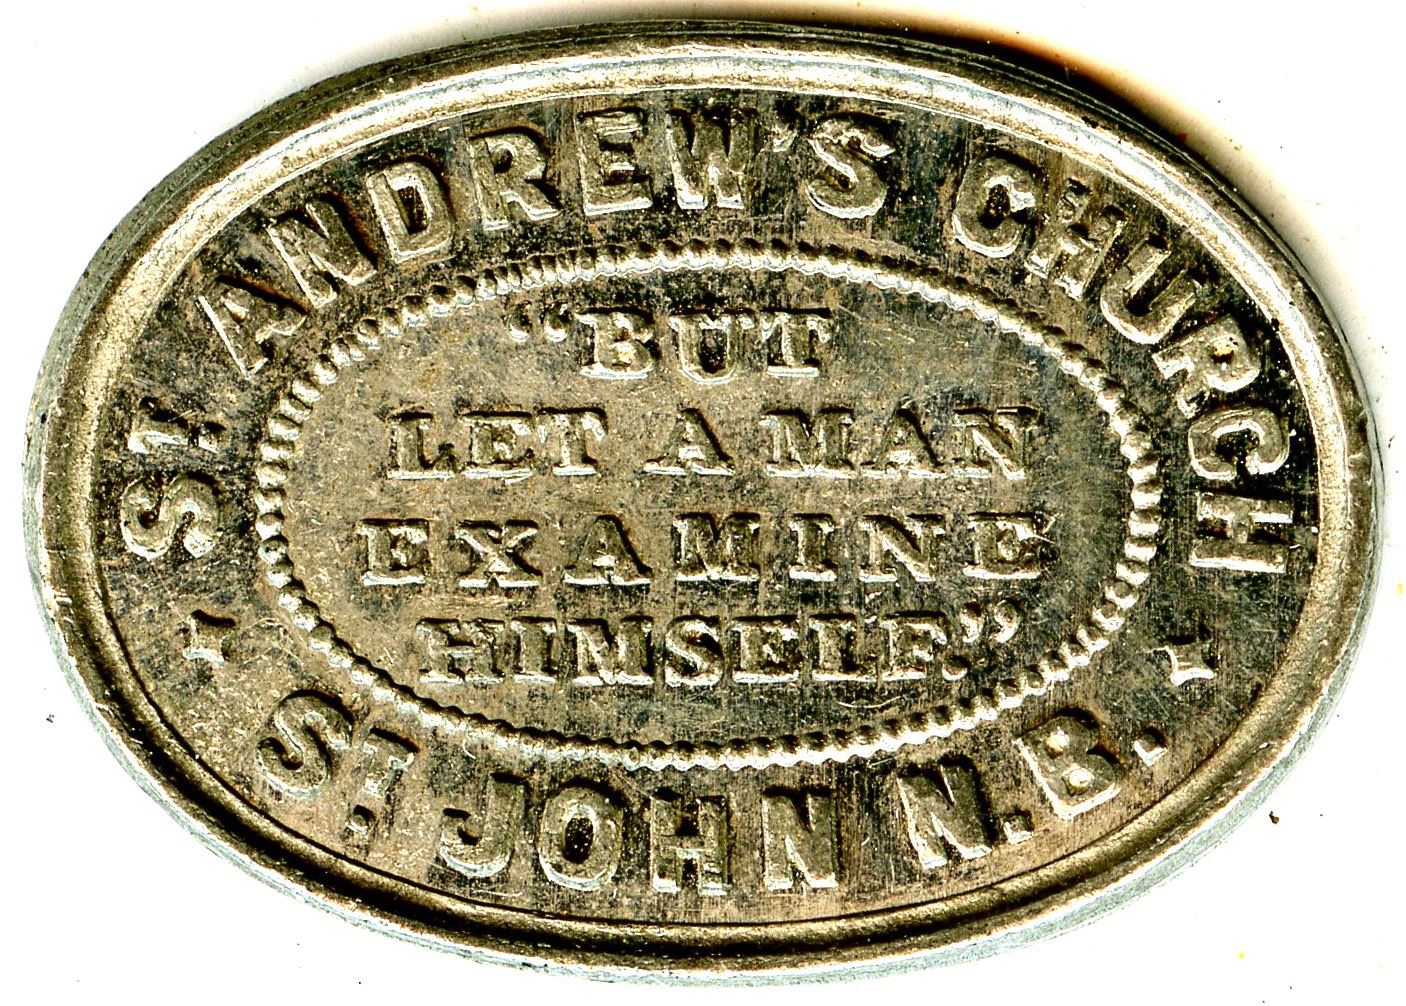 ST. ANDREW'S CHURCH
"BUT
LET A MAN
EXAMINE
HIMSELF."
ST. JOHN N.B.